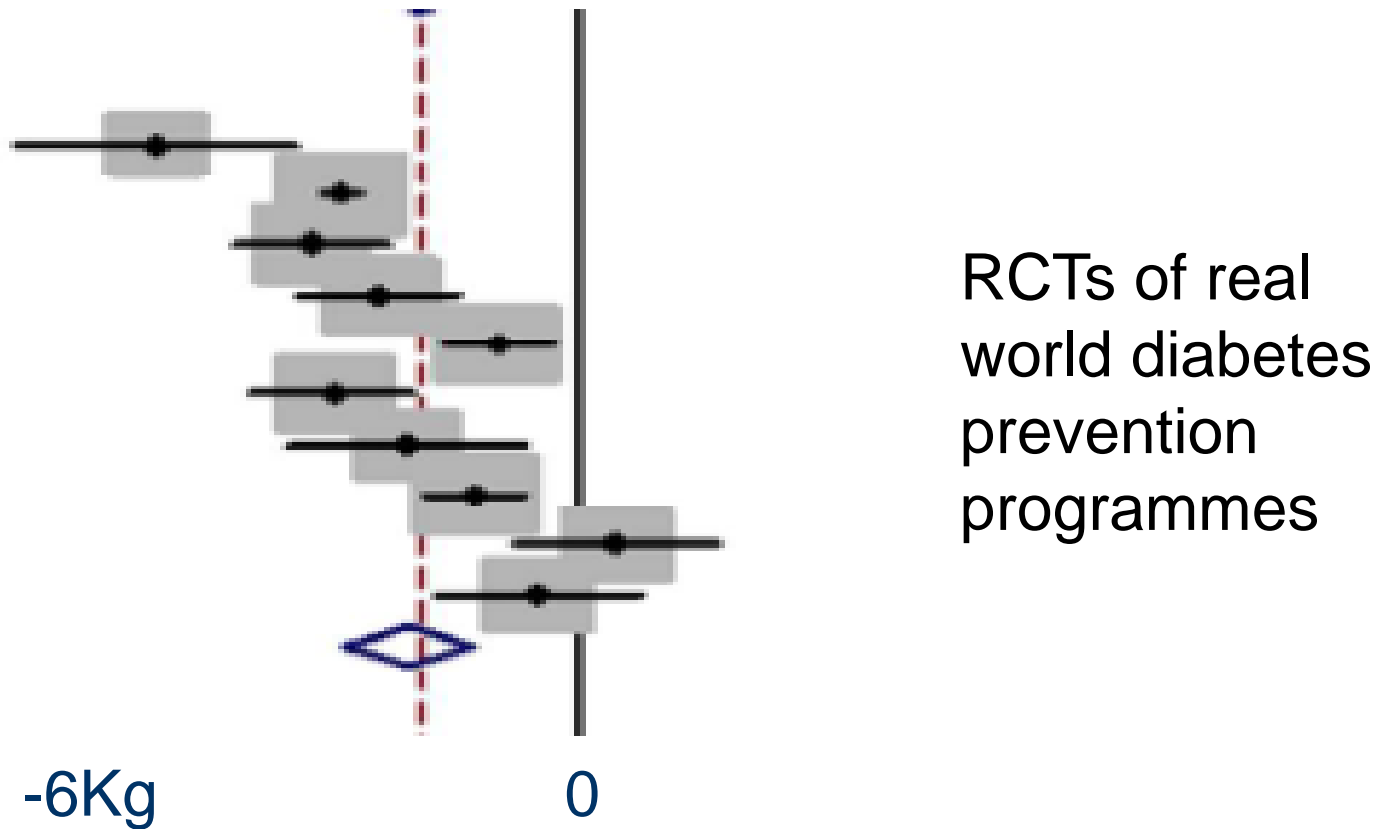 RCTs of real
world diabetes
prevention
programmes
-6Kg
0